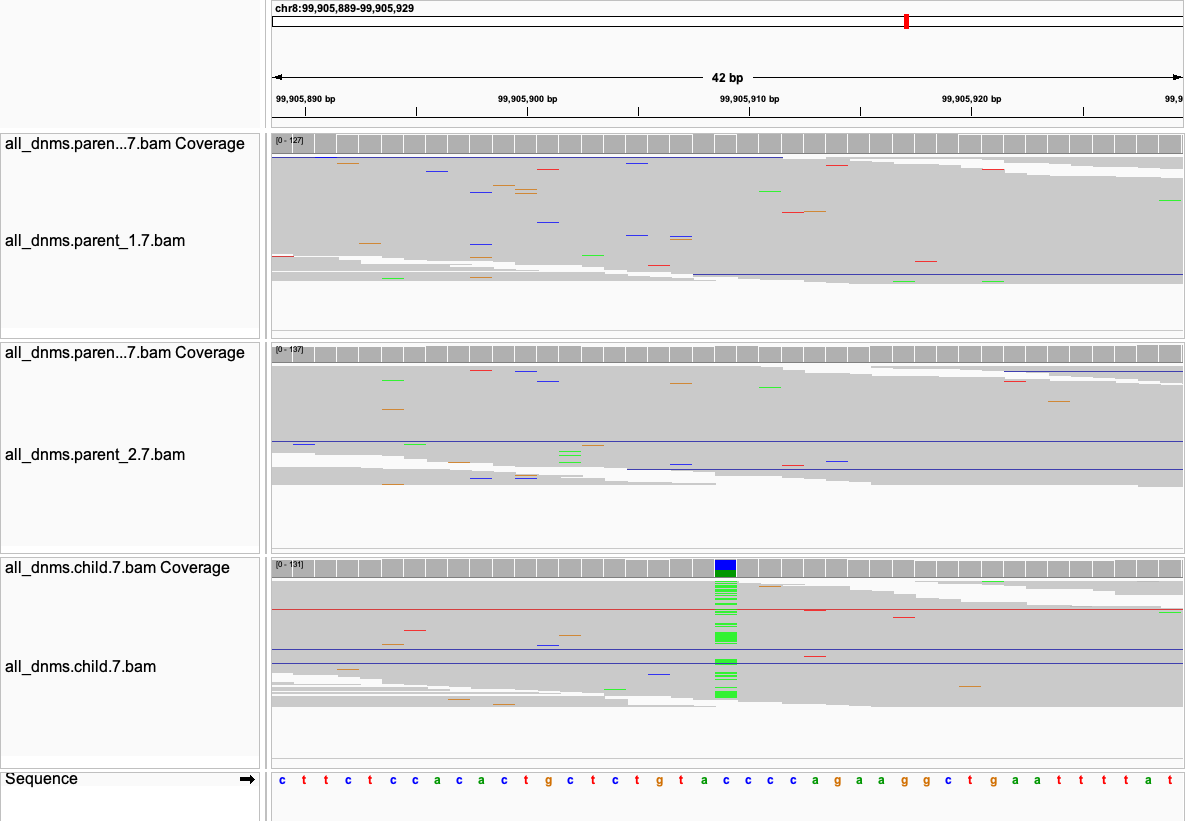 chr8:99,905,889-99,905,929
42 bp
99,905,890 bp 99,905,900 bp 99,905,910 bp 99,905,920 bp 99,9
all_dnms.paren...7.bam Coverage
[0 - 127]
all_dnms.parent_1.7.bam
all_dnms.paren...7.bam Coverage
[0 - 137]
all_dnms.parent_2.7.bam
all_dnms.child.7.bam Coverage
[0 - 131]
all_dnms.child.7.bam
Sequence c t t c t c c a c a c t g c t c t g t a c c c c a g a a g g c t g a a t t t t a t